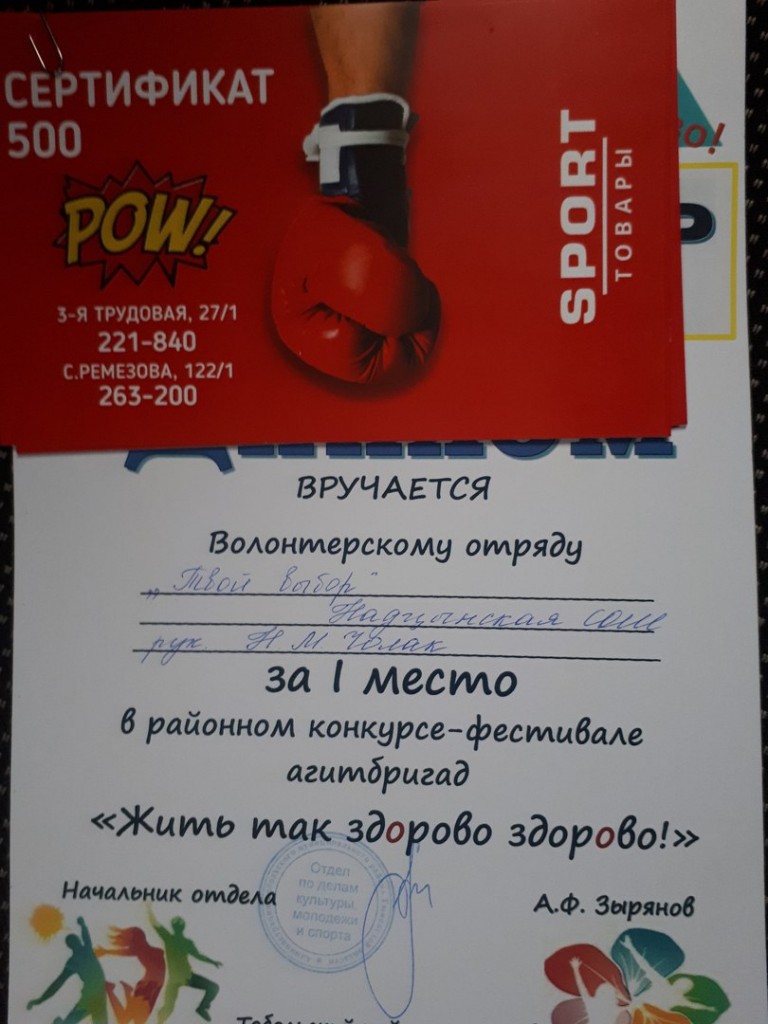 СЕРТИФИКАТ
500
POW!
3-Я ТРУДОВАЯ, 27/1
221-840
С.РЕМЕЗОВА, 122/1
263-200
SPORT
ТОВАРЫ
ВРУЧАЕТСЯ
Волонтерскому отряду
„Твой выбор"
Надцынская СОШ
рук. Н М Чолак
за I место
в районном конкурсе-фестивале
агитбригад
«Жить так здорово здорово!»
Отдел
по делам
культуры,
молодежи
и спорта
Начальник отдела
А.Ф. Зырянов